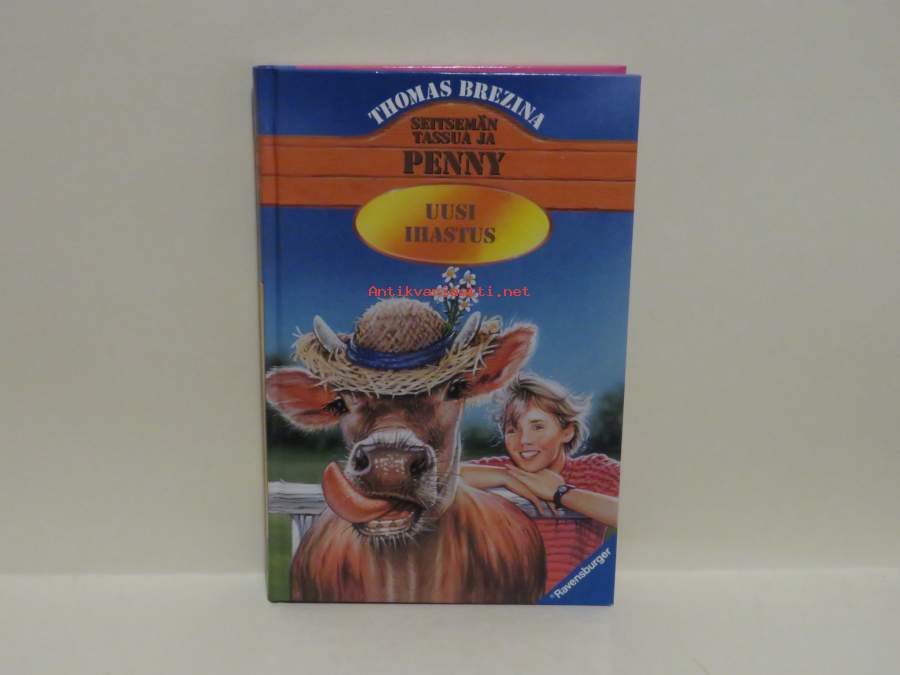 THOMAS BREZINA
SEITSEMÄN
TASSUA JA
PENNY
UUSI
IHASTUS
Antikvariaatti.net
Ravensburger